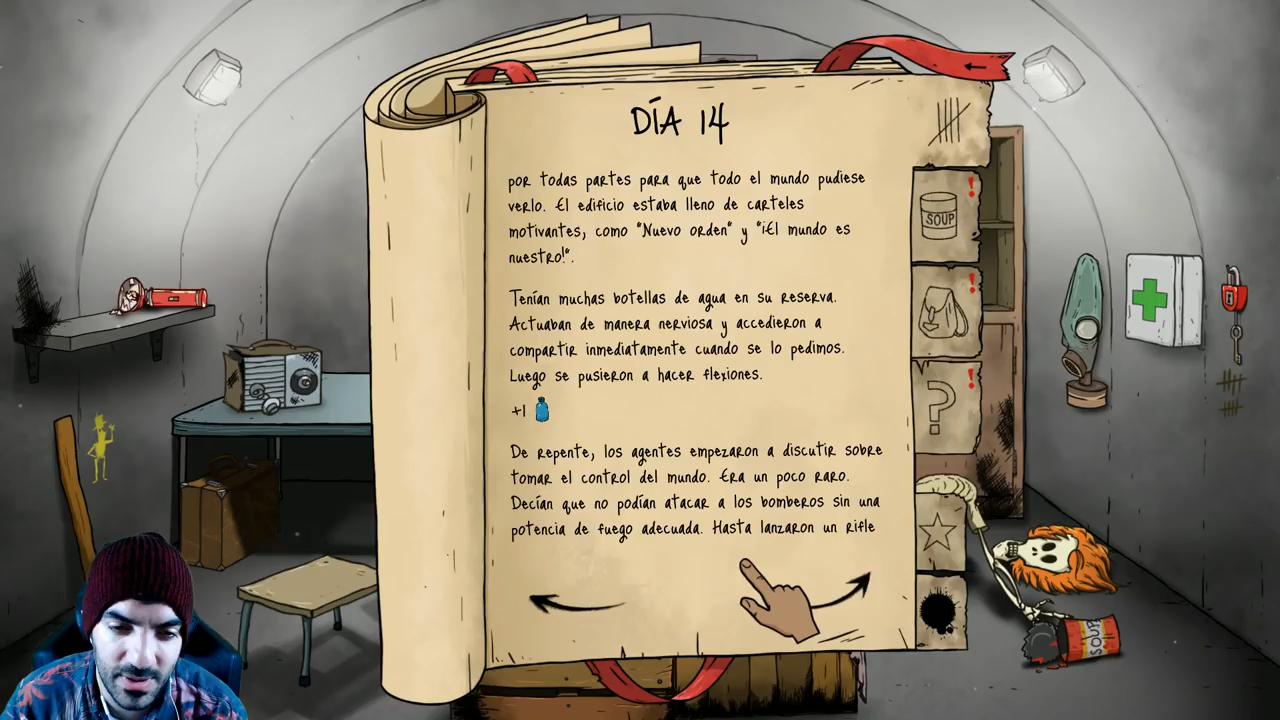 DÍA 14
por todas partes para que todo el mundo pudiese
verlo. El edificio estaba lleno de carteles
motivantes, como "Nuevo orden" y "¡El mundo es
nuestro!".
Tenían muchas botellas de agua en su reserva.
Actuaban de manera nerviosa y accedieron a
compartir inmediatamente cuando se lo pedimos.
Luego se pusieron a hacer flexiones.
+1
De repente, los agentes empezaron a discutir sobre
tomar el control del mundo. Era un poco raro.
Decían que no podían atacar a los bomberos sin una
potencia de fuego adecuada. Hasta lanzaron un rifle
SOUP
!
!
?
!
SOUP